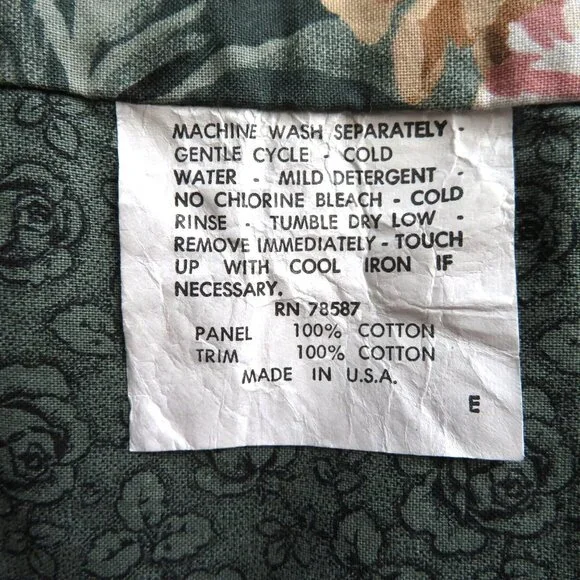 MACHINE WASH SEPARATELY -
GENTLE CYCLE - COLD
WATER - MILD DETERGENT -
NO CHLORINE BLEACH - COLD
RINSE - TUMBLE DRY LOW -
REMOVE IMMEDIATELY - TOUCH
UP WITH COOL IRON IF
NECESSARY.
RN 78587
PANEL 100% COTTON
TRIM 100% COTTON
MADE IN U.S.A.
E